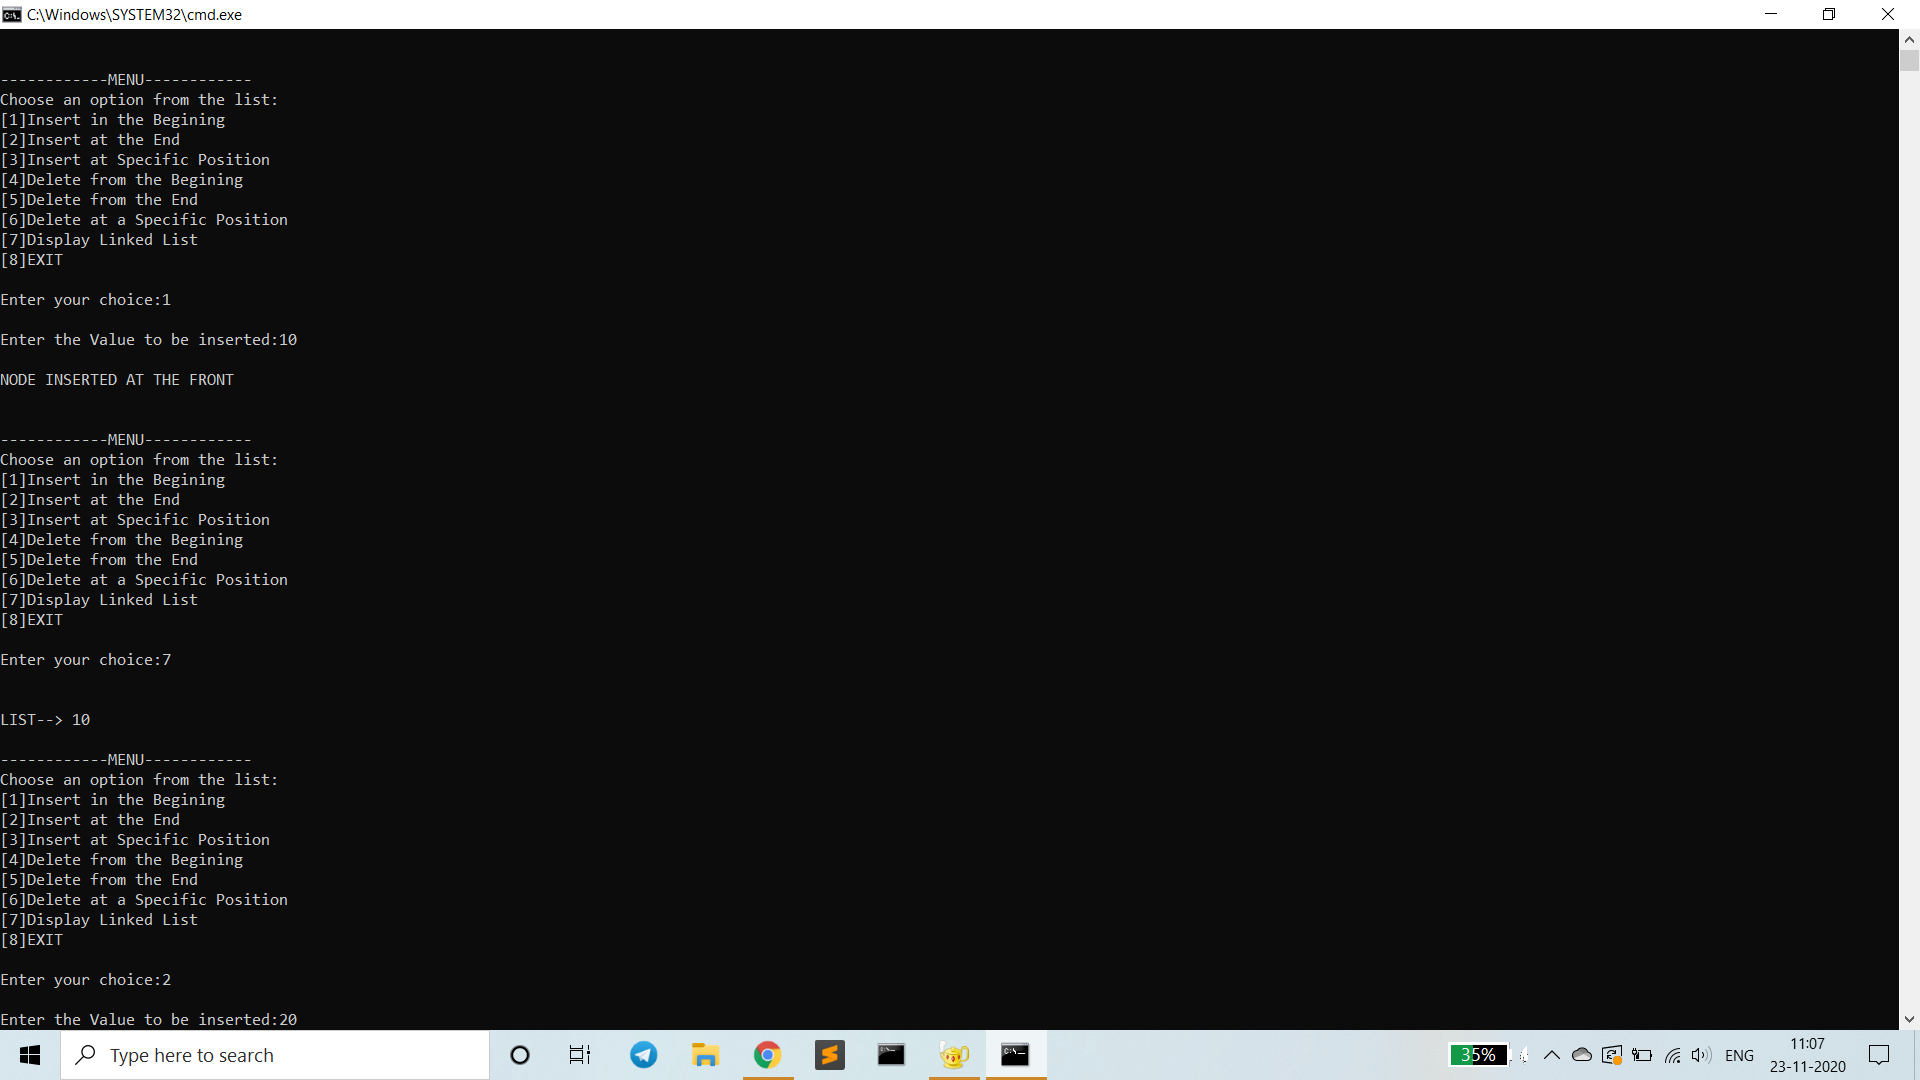 C:\Windows\SYSTEM32\cmd.exe
------------MENU------------
Choose an option from the list:
[1]Insert in the Begining
[2]Insert at the End
[3]Insert at Specific Position
[4]Delete from the Begining
[5]Delete from the End
[6]Delete at a Specific Position
[7]Display Linked List
[8]EXIT
Enter your choice:1
Enter the Value to be inserted:10
NODE INSERTED AT THE FRONT
------------MENU------------
Choose an option from the list:
[1]Insert in the Begining
[2]Insert at the End
[3]Insert at Specific Position
[4]Delete from the Begining
[5]Delete from the End
[6]Delete at a Specific Position
[7]Display Linked List
[8]EXIT
Enter your choice:7
LIST--> 10
------------MENU------------
Choose an option from the list:
[1]Insert in the Begining
[2]Insert at the End
[3]Insert at Specific Position
[4]Delete from the Begining
[5]Delete from the End
[6]Delete at a Specific Position
[7]Display Linked List
[8]EXIT
Enter your choice:2
Enter the Value to be inserted:20
Type here to search
35%
ENG
11:07
23-11-2020